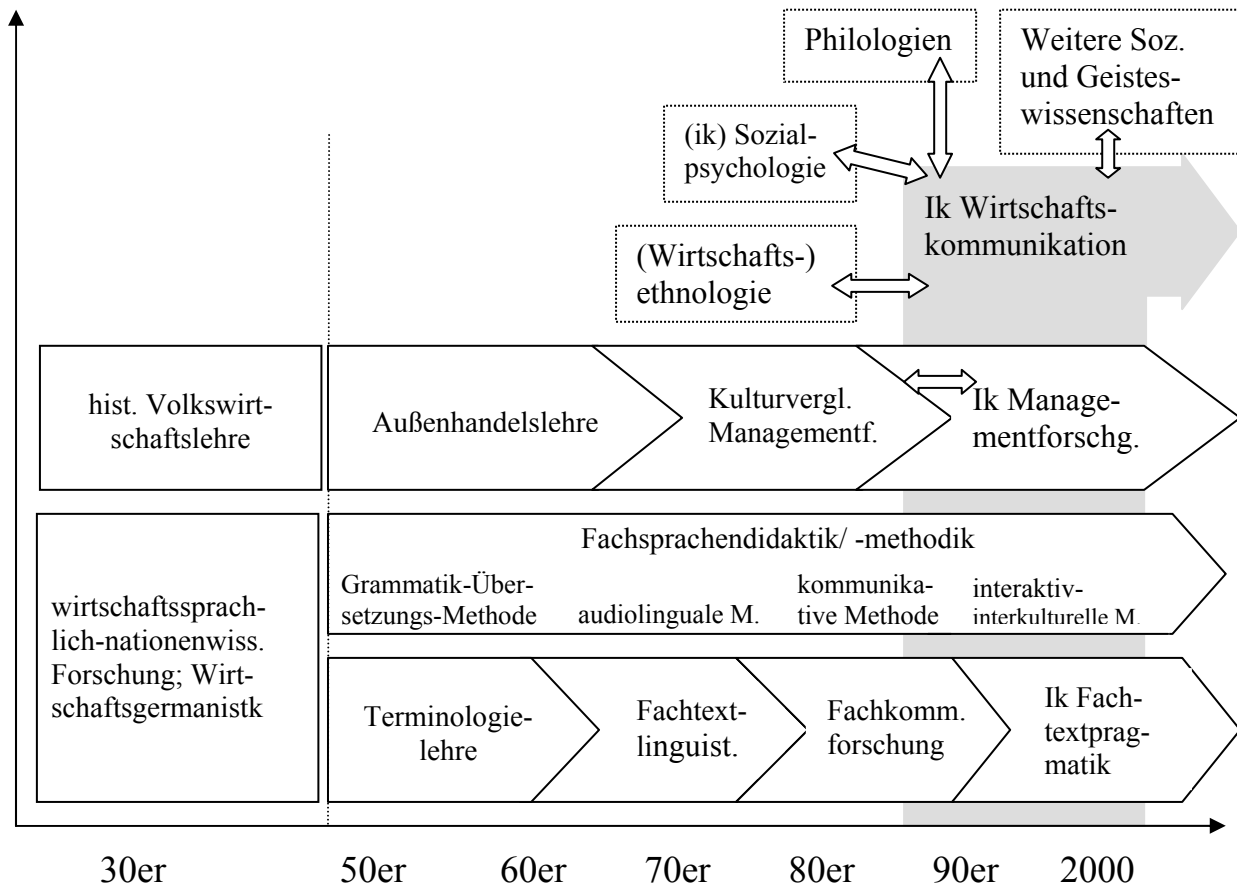 Philologien
Weitere Soz.
und Geistes-
wissenschaften
(ik) Sozial-
psychologie
Ik Wirtschafts-
kommunikation
(Wirtschafts-)
ethnologie
hist. Volkswirt-
schaftslehre
Außenhandelslehre
Kulturvergl.
Managementf.
Ik Manage-
mentforschg.
wirtschaftssprach-
lich-nationenwiss.
Forschung; Wirt-
schaftsgermanistk
Fachsprachendidaktik/ -methodik
Grammatik-Über-
setzungs-Methode
audiolinguale M.
kommunika-
tive Methode
interaktiv-
interkulturelle M.
Terminologie-
lehre
Fachtext-
linguist.
Fachkomm.
forschung
Ik Fach-
textprag-
matik
30er 50er 60er 70er 80er 90er 2000